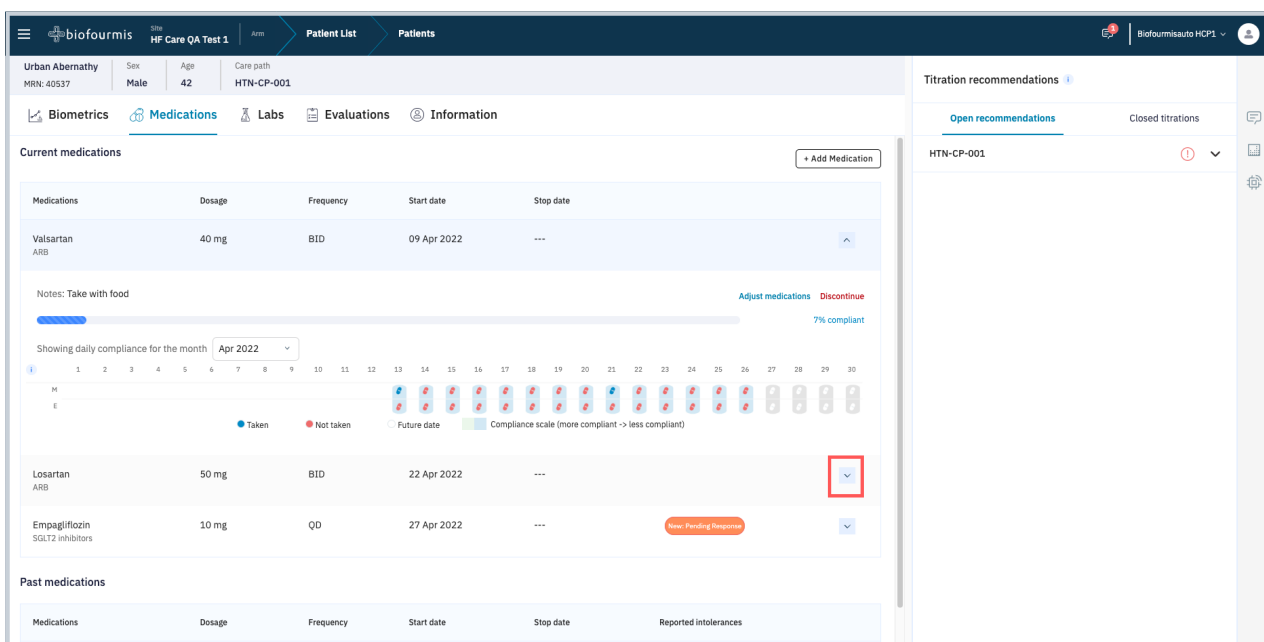 biofourmis Site HF Care QA Test 1 Arm Patient List Patients 1 Biofourmisauto HCP1
Urban Abernathy Sex Age Care path
MRN: 40537 Male 42 HTN-CP-001
Titration recommendations i
Biometrics Medications Labs Evaluations Information
Open recommendations Closed titrations
Current medications
+ Add Medication
HTN-CP-001
Medications Dosage Frequency Start date Stop date
Valsartan 40 mg BID 09 Apr 2022 ---
ARB
Notes: Take with food Adjust medications Discontinue
7% compliant
Showing daily compliance for the month Apr 2022
i 1 2 3 4 5 6 7 8 9 10 11 12 13 14 15 16 17 18 19 20 21 22 23 24 25 26 27 28 29 30
M
E
Taken Not taken Future date Compliance scale (more compliant -> less compliant)
Losartan 50 mg BID 22 Apr 2022 ---
ARB
Empagliflozin 10 mg QD 27 Apr 2022 --- New: Pending Response
SGLT2 inhibitors
Past medications
Medications Dosage Frequency Start date Stop date Reported intolerances